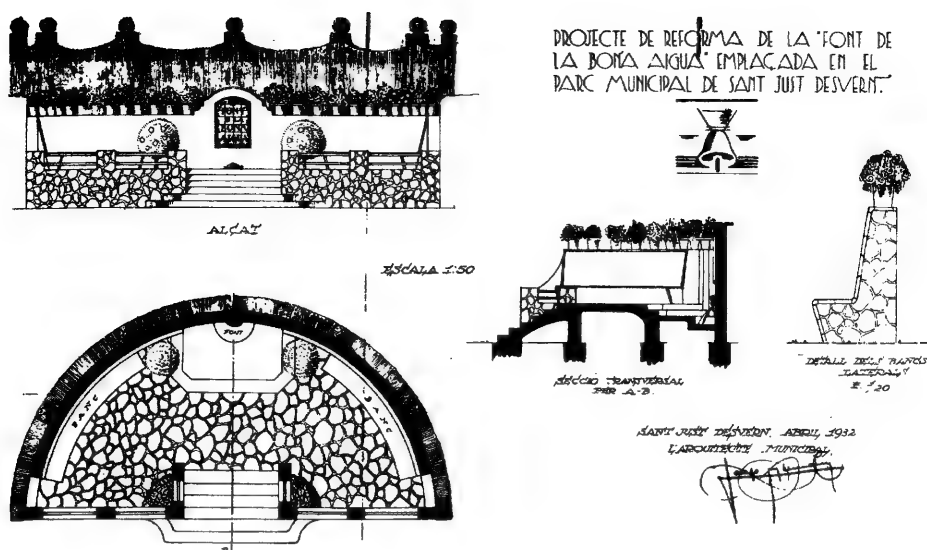 PROJECTE DE REFORMA DE LA "FONT DE
LA BONA AIGUA" EMPLAÇADA EN EL
PARC MUNICIPAL DE SANT JUST DESVERN.
FONT
ALÇAT
ESCALA 1:50
FONT
BANC
BANC
SECCIO TRANSVERSAL
PER A-B.
DETALL DELS BANCS
LATERALS
E. 1/20
SANT JUST DESVERN, ABRIL 1932
L'ARQUITECTE MUNICIPAL,